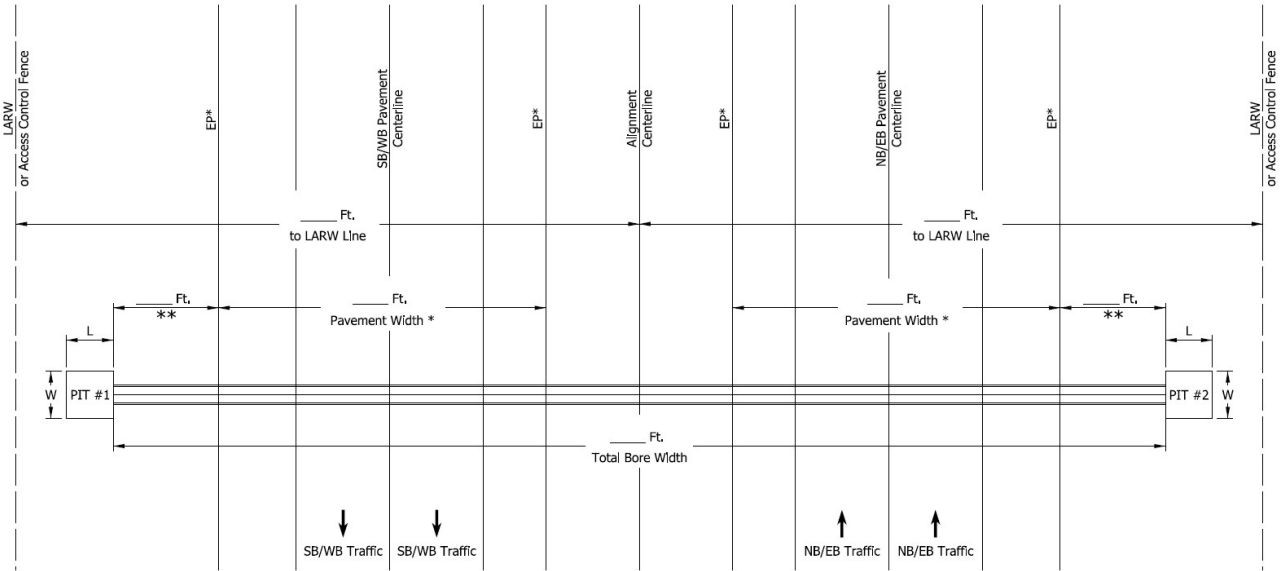 LARW
or Access Control Fence
EP*
SB/WB Pavement
Centerline
EP*
Alignment
Centerline
EP*
NB/EB Pavement
Centerline
EP*
LARW
or Access Control Fence
_____ Ft.
to LARW Line
_____ Ft.
to LARW Line
_____ Ft.
**
_____ Ft.
Pavement Width *
_____ Ft.
Pavement Width *
_____ Ft.
**
L
L
W
PIT #1
PIT #2
W
_____ Ft.
Total Bore Width
SB/WB Traffic
SB/WB Traffic
NB/EB Traffic
NB/EB Traffic